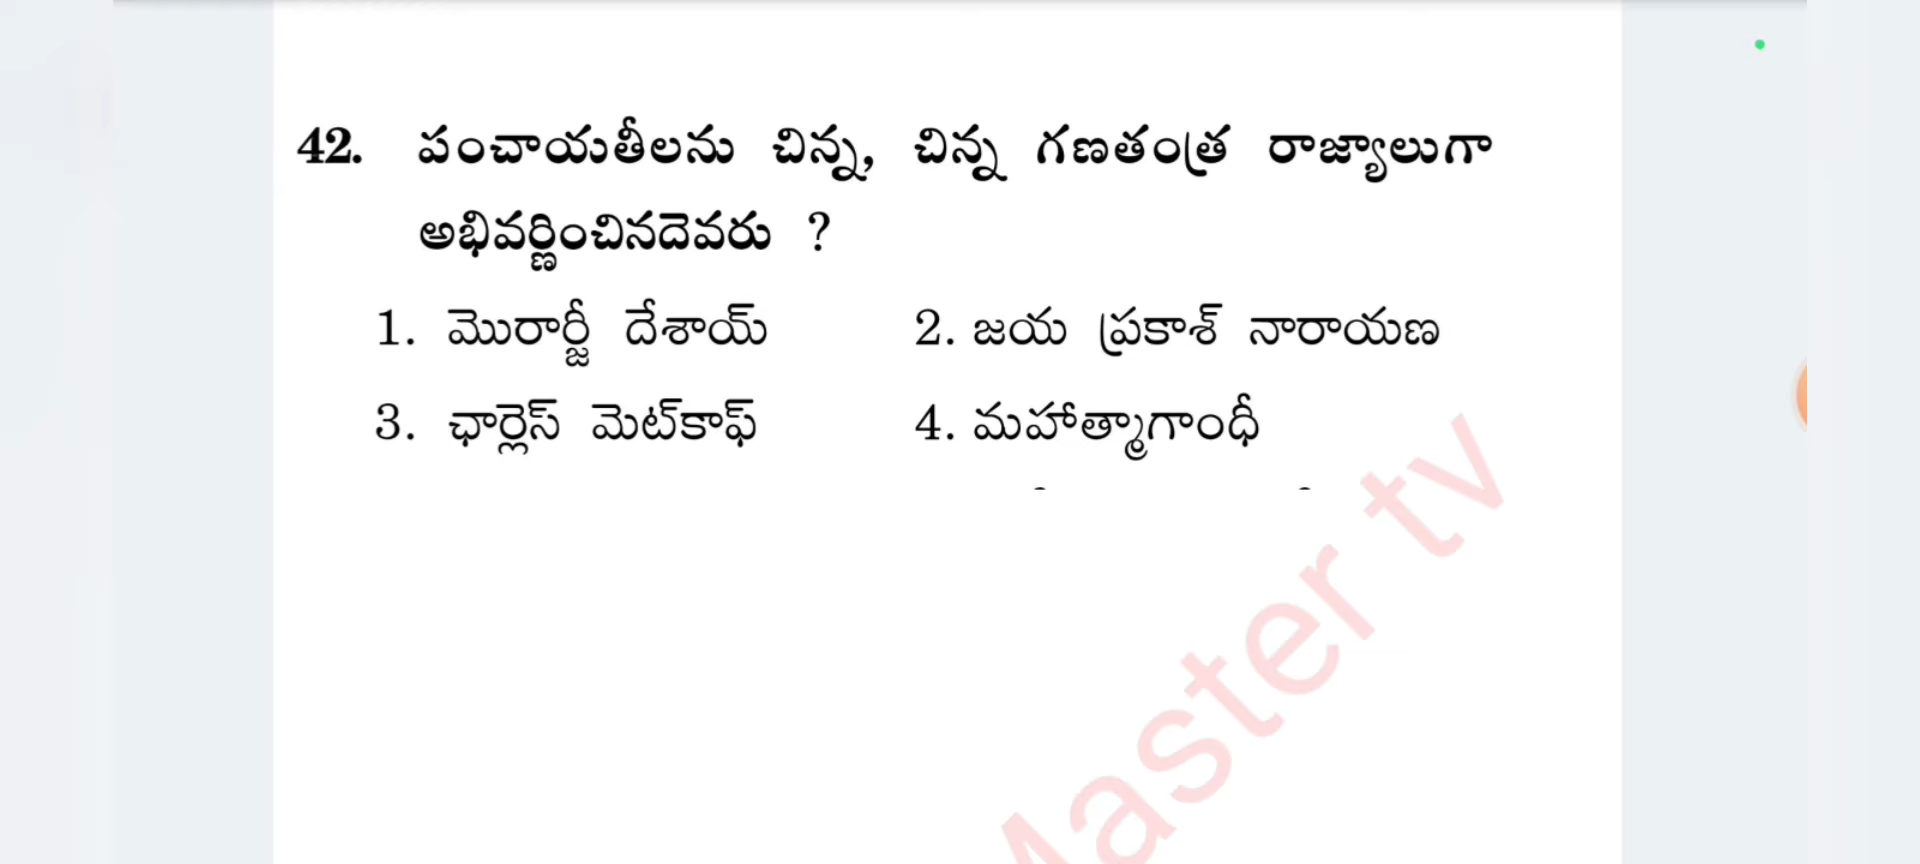 42. పంచాయతీలను చిన్న, చిన్న గణతంత్ర రాజ్యాలుగా
అభివర్ణించినదెవరు ?
1. మొరార్జీ దేశాయ్ 2. జయ ప్రకాశ్ నారాయణ
3. ఛార్లెస్ మెట్‌కాఫ్ 4. మహాత్మాగాంధీ
Master tv